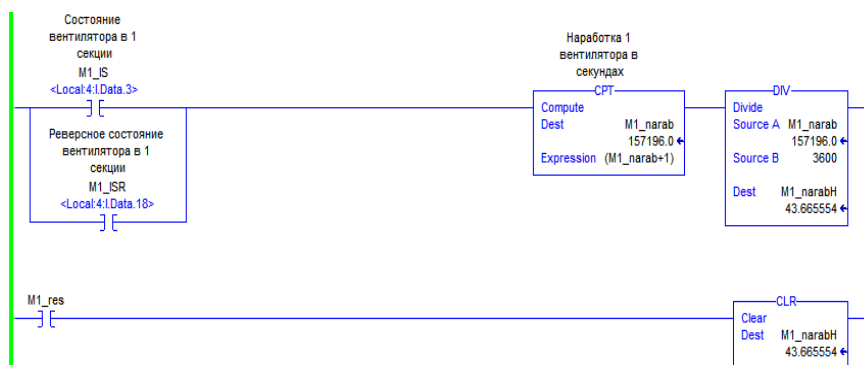 Состояние
вентилятора в 1
секции
M1_IS
<Local:4:I.Data.3>
Реверсное состояние
вентилятора в 1
секции
M1_ISR
<Local:4:I.Data.18>
Наработка 1
вентилятора в
секундах
CPT
Compute
Dest M1_narab
157196.0
Expression (M1_narab+1)
DIV
Divide
Source A M1_narab
157196.0
Source B 3600
Dest M1_narabH
43.665554
M1_res
CLR
Clear
Dest M1_narabH
43.665554